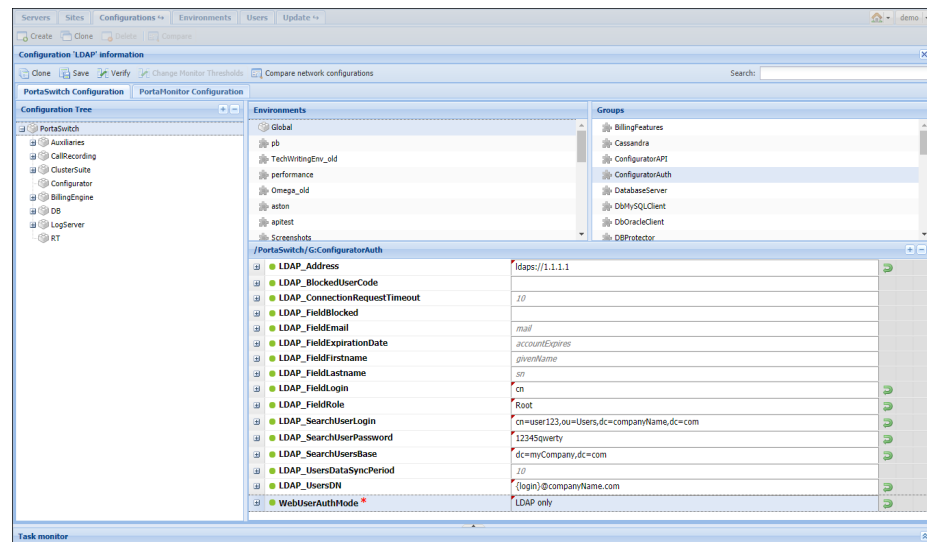 Servers Sites Configurations Environments Users Update demo
Create Clone Delete Compare
Configuration 'LDAP' information
Clone Save Verify Change Monitor Thresholds Compare network configurations Search:
PortaSwitch Configuration PortaMonitor Configuration
Configuration Tree
PortaSwitch
Auxiliaries
CallRecording
ClusterSuite
Configurator
BillingEngine
DB
LogServer
RT
Environments
Global
pb
TechWritingEnv_old
performance
Omega_old
aston
apitest
Screenshots
Groups
BillingFeatures
Cassandra
ConfiguratorAPI
ConfiguratorAuth
DatabaseServer
DbMySQLClient
DbOracleClient
DBProtector
/PortaSwitch/G:ConfiguratorAuth
LDAP_Address ldaps://1.1.1.1
LDAP_BlockedUserCode
LDAP_ConnectionRequestTimeout 10
LDAP_FieldBlocked
LDAP_FieldEmail mail
LDAP_FieldExpirationDate accountExpires
LDAP_FieldFirstname givenName
LDAP_FieldLastname sn
LDAP_FieldLogin cn
LDAP_FieldRole Root
LDAP_SearchUserLogin cn=user123,ou=Users,dc=companyName,dc=com
LDAP_SearchUserPassword 12345qwerty
LDAP_SearchUsersBase dc=myCompany,dc=com
LDAP_UsersDataSyncPeriod 10
LDAP_UsersDN {login}@companyName.com
WebUserAuthMode * LDAP only
Task monitor